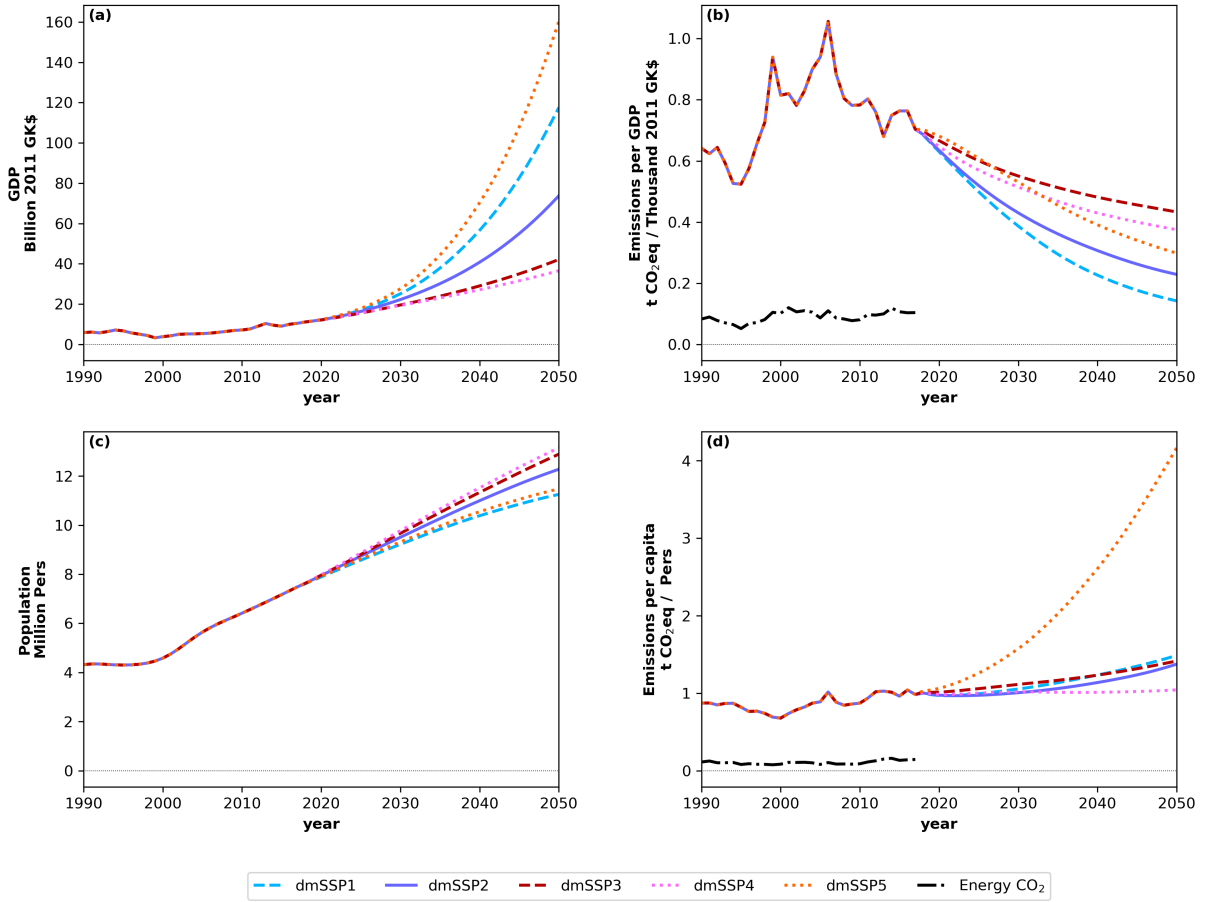 (a)
GDP
Billion 2011 GK$
160
140
120
100
80
60
40
20
0
1990 2000 2010 2020 2030 2040 2050
year
(b)
Emissions per GDP
t CO₂eq / Thousand 2011 GK$
1.0
0.8
0.6
0.4
0.2
0.0
1990 2000 2010 2020 2030 2040 2050
year
(c)
Population
Million Pers
12
10
8
6
4
2
0
1990 2000 2010 2020 2030 2040 2050
year
(d)
Emissions per capita
t CO₂eq / Pers
4
3
2
1
0
1990 2000 2010 2020 2030 2040 2050
year
dmSSP1 dmSSP2 dmSSP3 dmSSP4 dmSSP5 Energy CO₂